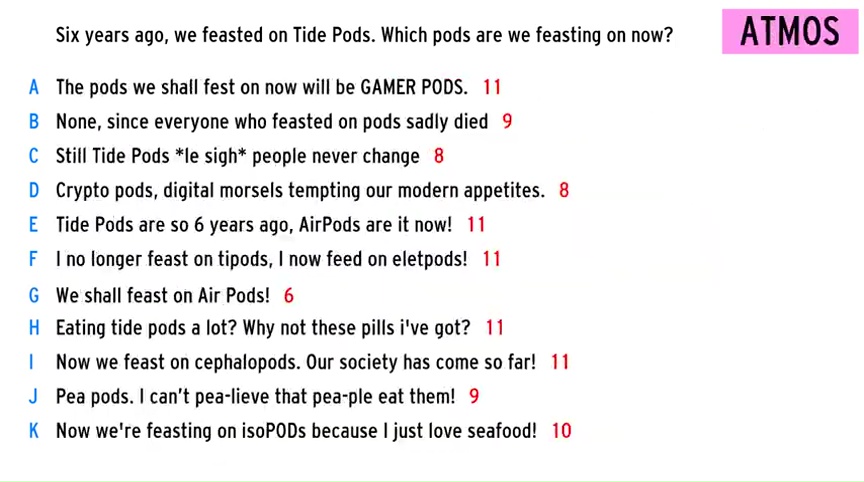 Six years ago, we feasted on Tide Pods. Which pods are we feasting on now?
ATMOS
A The pods we shall fest on now will be GAMER PODS. 11
B None, since everyone who feasted on pods sadly died 9
C Still Tide Pods *le sigh* people never change 8
D Crypto pods, digital morsels tempting our modern appetites. 8
E Tide Pods are so 6 years ago, AirPods are it now! 11
F I no longer feast on tipods, I now feed on eletpods! 11
G We shall feast on Air Pods! 6
H Eating tide pods a lot? Why not these pills i've got? 11
I Now we feast on cephalopods. Our society has come so far! 11
J Pea pods. I can't pea-lieve that pea-ple eat them! 9
K Now we're feasting on isoPODs because I just love seafood! 10